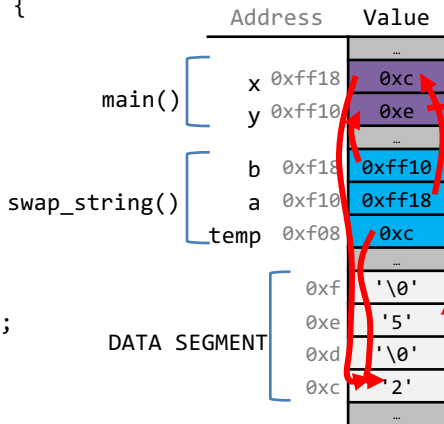 {
Address Value
…
x 0xff18 0xc
main()
y 0xff10 0xe
…
b 0xf18 0xff10
swap_string() a 0xf10 0xff18
temp 0xf08 0xc
…
0xf '\0'
; 0xe '5'
DATA SEGMENT
0xd '\0'
0xc '2'
…